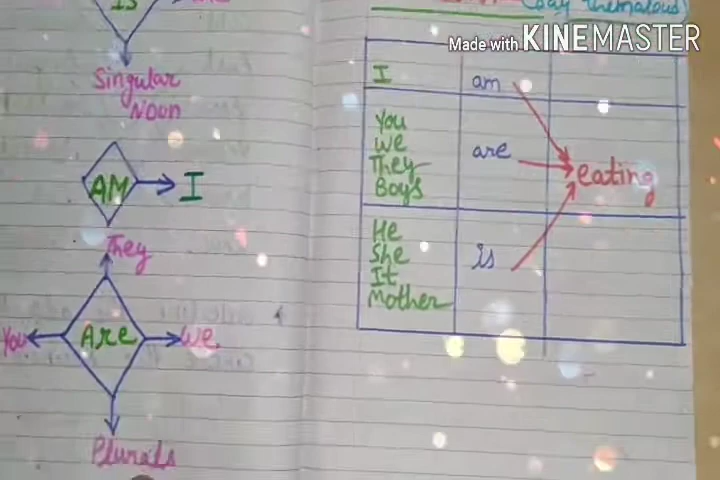 Is
Singular
Noun
AM I
They
You Are We
Plurals
Made with KINEMASTER
I am
You
We
They
Boys
are
eating
He
She
It
Mother
is